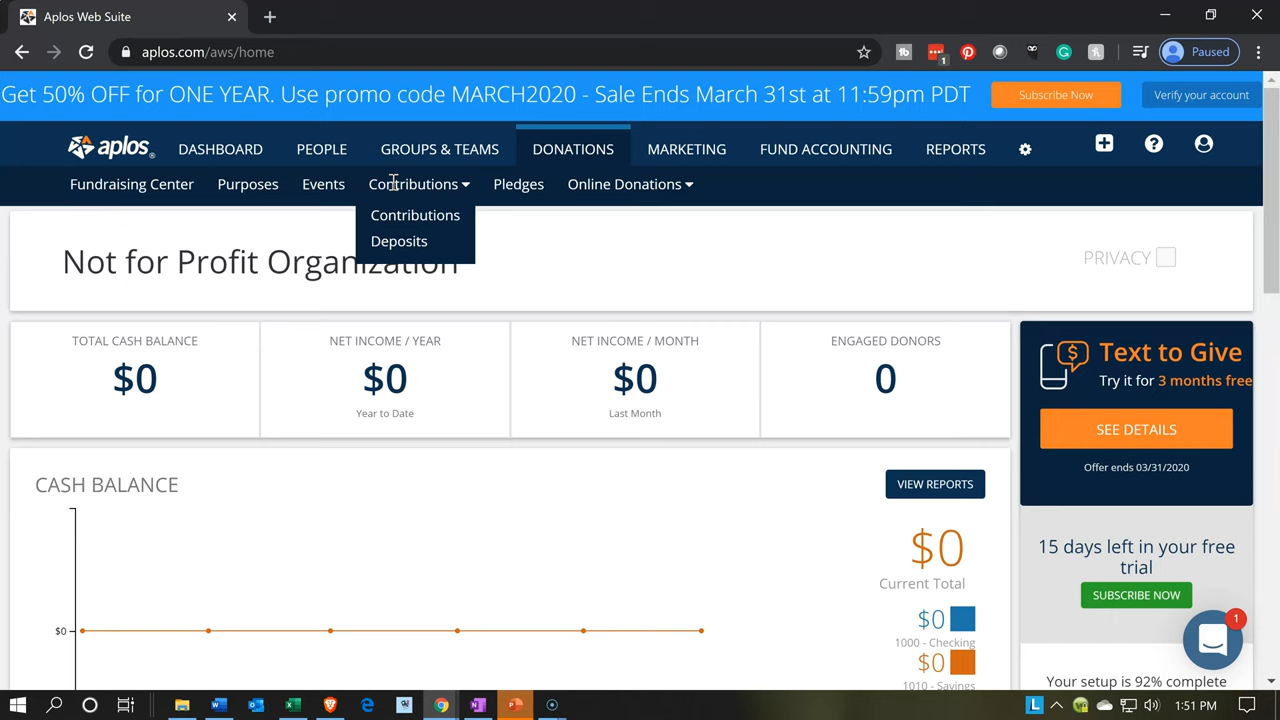 Aplos Web Suite
aplos.com/aws/home
1
Paused
Get 50% OFF for ONE YEAR. Use promo code MARCH2020 - Sale Ends March 31st at 11:59pm PDT
Subscribe Now
Verify your account
aplos
DASHBOARD
PEOPLE
GROUPS & TEAMS
DONATIONS
MARKETING
FUND ACCOUNTING
REPORTS
Fundraising Center
Purposes
Events
Contributions
Pledges
Online Donations
Contributions
Deposits
Not for Profit Organization
PRIVACY
TOTAL CASH BALANCE
$0
NET INCOME / YEAR
$0
Year to Date
NET INCOME / MONTH
$0
Last Month
ENGAGED DONORS
0
Text to Give
Try it for 3 months free
SEE DETAILS
Offer ends 03/31/2020
CASH BALANCE
VIEW REPORTS
$0
Current Total
$0
1000 - Checking
$0
1010 - Savings
$0
15 days left in your free
trial
SUBSCRIBE NOW
1
Your setup is 92% complete
1:51 PM